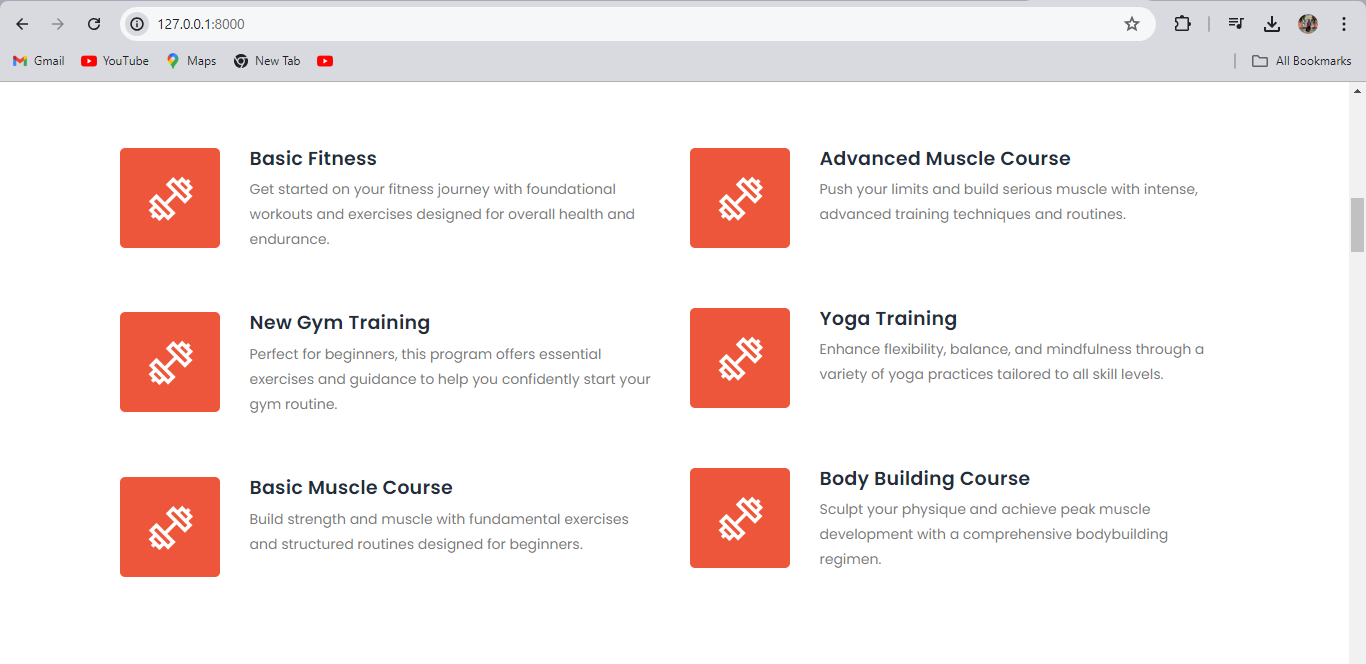 127.0.0.1:8000
Gmail
YouTube
Maps
New Tab
All Bookmarks
Basic Fitness
Get started on your fitness journey with foundational
workouts and exercises designed for overall health and
endurance.
Advanced Muscle Course
Push your limits and build serious muscle with intense,
advanced training techniques and routines.
New Gym Training
Perfect for beginners, this program offers essential
exercises and guidance to help you confidently start your
gym routine.
Yoga Training
Enhance flexibility, balance, and mindfulness through a
variety of yoga practices tailored to all skill levels.
Basic Muscle Course
Build strength and muscle with fundamental exercises
and structured routines designed for beginners.
Body Building Course
Sculpt your physique and achieve peak muscle
development with a comprehensive bodybuilding
regimen.